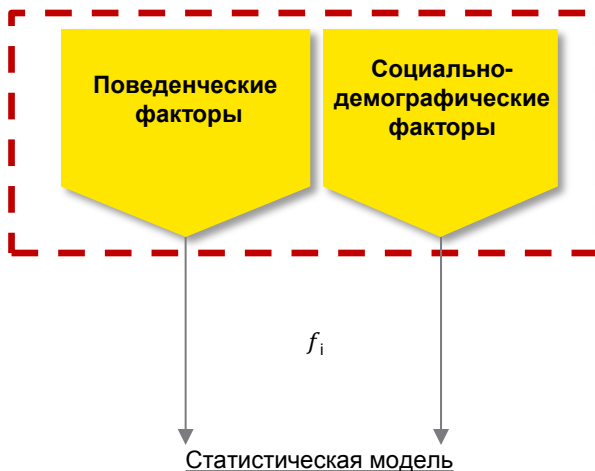 Поведенческие
факторы
Социально-
демографические
факторы
fi
Статистическая модель